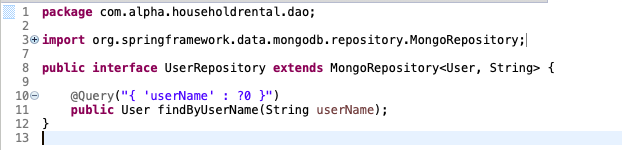 1 package com.alpha.householdrental.dao;
2
3 import org.springframework.data.mongodb.repository.MongoRepository;
7
8 public interface UserRepository extends MongoRepository<User, String> {
9
10 @Query("{ 'userName' : ?0 }")
11 public User findByUserName(String userName);
12 }
13